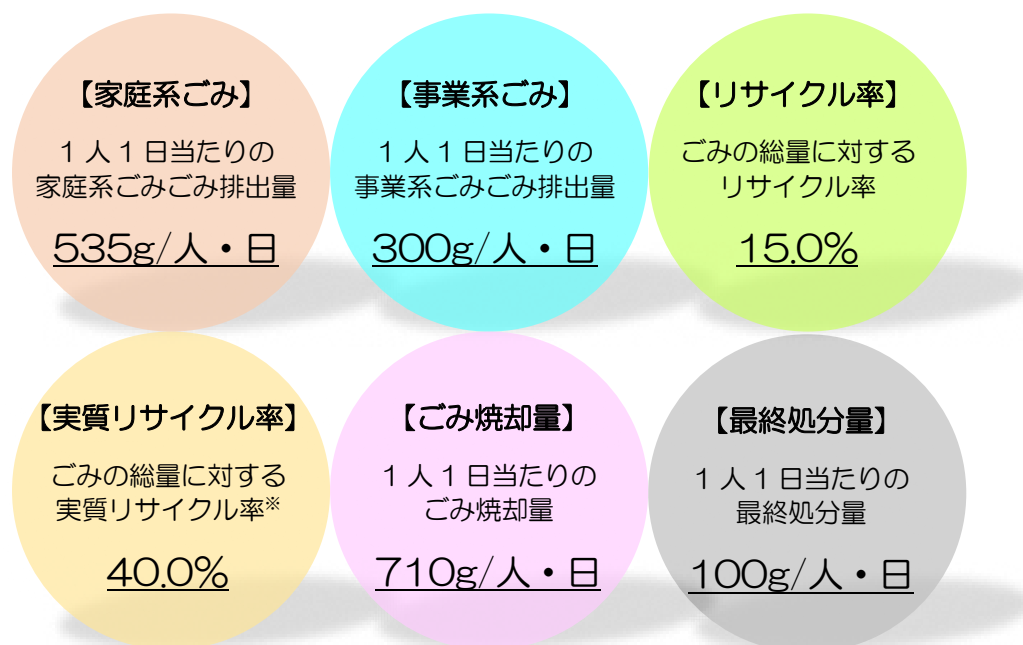 【家庭系ごみ】
１人１日当たりの
家庭系ごみごみ排出量
535g/人・日
【事業系ごみ】
１人１日当たりの
事業系ごみごみ排出量
300g/人・日
【リサイクル率】
ごみの総量に対する
リサイクル率
15.0%
【実質リサイクル率】
ごみの総量に対する
実質リサイクル率※
40.0%
【ごみ焼却量】
１人１日当たりの
ごみ焼却量
710g/人・日
【最終処分量】
１人１日当たりの
最終処分量
100g/人・日